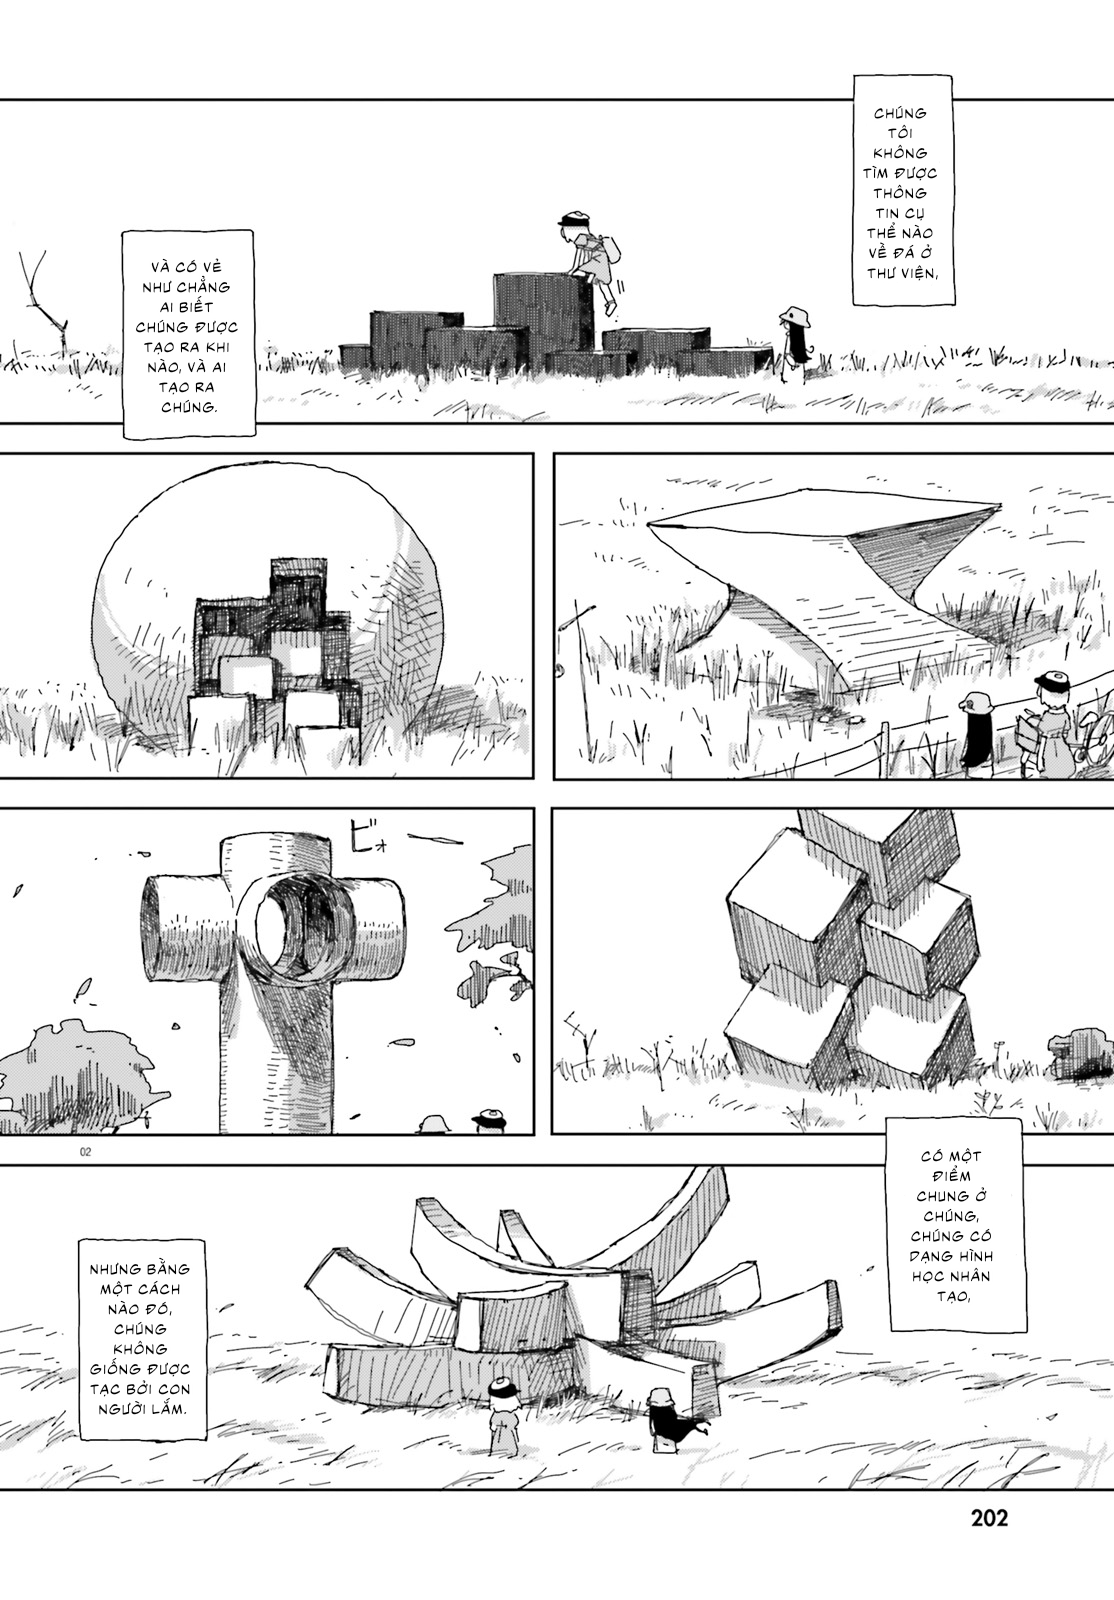 CHÚNG
TÔI
KHÔNG
TÌM ĐƯỢC
THÔNG
TIN CỤ
THỂ NÀO
VỀ ĐÁ Ở
THƯ VIỆN,
VÀ CÓ VẺ
NHƯ CHẲNG
AI BIẾT
CHÚNG ĐƯỢC
TẠO RA KHI
NÀO, VÀ AI
TẠO RA
CHÚNG.
ビォ
02
CÓ MỘT
ĐIỂM
CHUNG Ở
CHÚNG,
CHÚNG CÓ
DẠNG HÌNH
HỌC NHÂN
TẠO,
NHƯNG BẰNG
MỘT CÁCH
NÀO ĐÓ,
CHÚNG
KHÔNG
GIỐNG ĐƯỢC
TẠC BỞI CON
NGƯỜI LẮM.
202